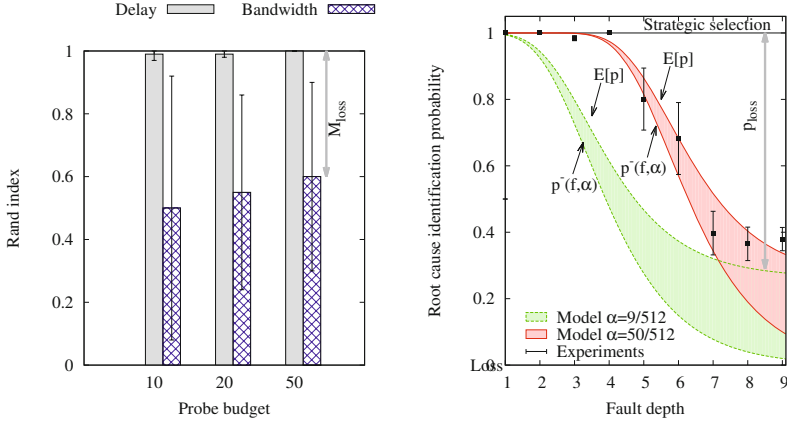 Delay Bandwidth
1
0.8
0.6
0.4
0.2
0
Rand index
M_loss
10 20 50
Probe budget
Strategic selection
1
0.8
0.6
0.4
0.2
0
Loss
Root cause identification probability
E[p]
E[p]
p⁻(f,α)
p⁻(f,α)
p_loss
Model α=9/512
Model α=50/512
Experiments
1 2 3 4 5 6 7 8 9
Fault depth